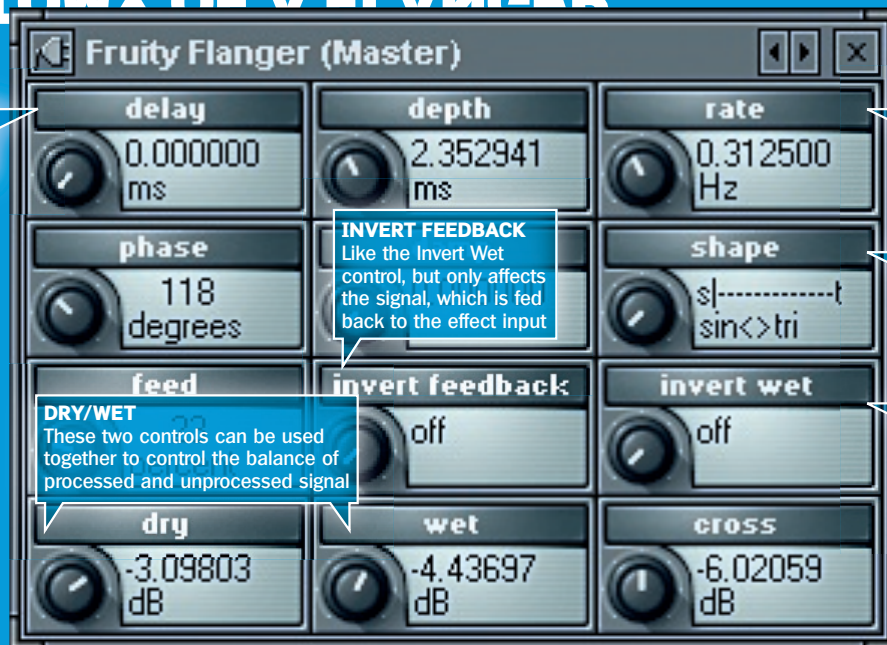 Fruity Flanger (Master)
delay
depth
rate
0.000000
ms
2.352941
ms
0.312500
Hz
phase
shape
118
degrees
INVERT FEEDBACK
Like the Invert Wet
control, but only affects
the signal, which is fed
back to the effect input
s|-------------t
sin<>tri
feed
invert feedback
invert wet
DRY/WET
These two controls can be used
together to control the balance of
processed and unprocessed signal
off
off
dry
wet
cross
-3.09803
dB
-4.43697
dB
-6.02059
dB